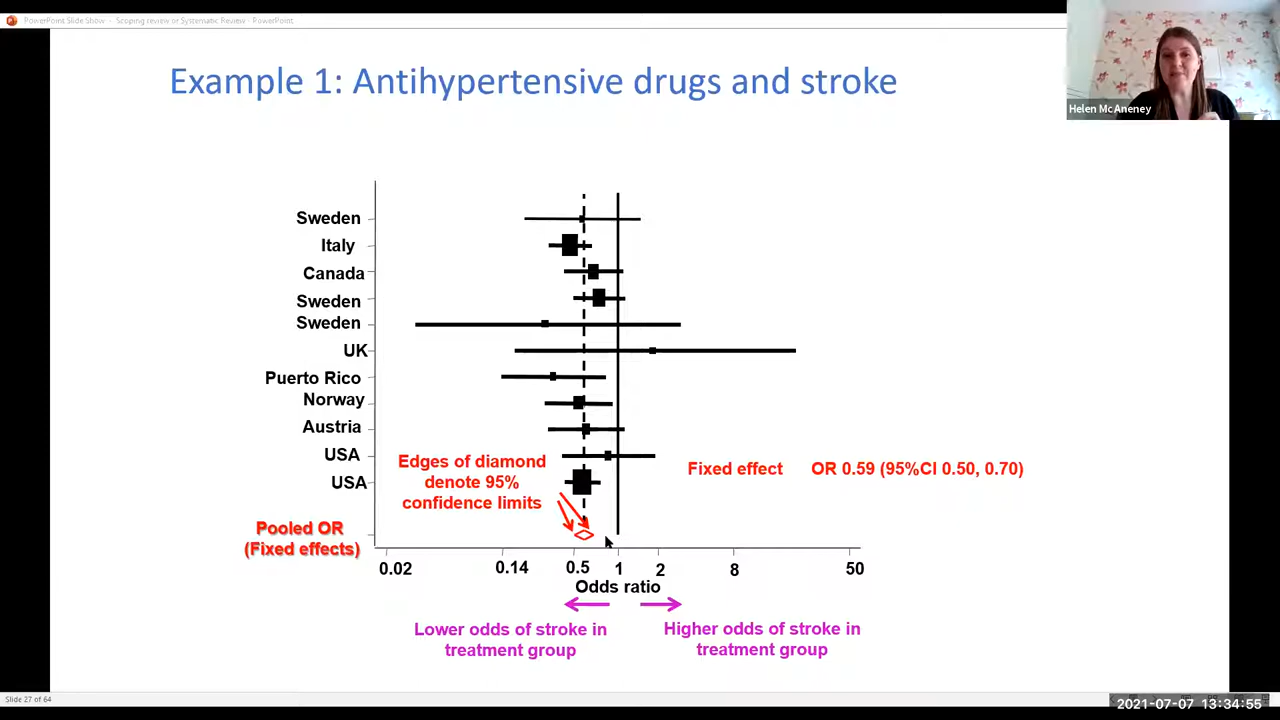 PowerPoint Slide Show - Scoping review or Systematic Review - PowerPoint
Helen McAneney
Example 1: Antihypertensive drugs and stroke
Sweden
Italy
Canada
Sweden
Sweden
UK
Puerto Rico
Norway
Austria
USA
USA
Edges of diamond
denote 95%
confidence limits
Fixed effect OR 0.59 (95%CI 0.50, 0.70)
Pooled OR
(Fixed effects)
0.02 0.14 0.5 1 2 8 50
Odds ratio
Lower odds of stroke in
treatment group
Higher odds of stroke in
treatment group
Slide 27 of 64
2021-07-07 13:34:55